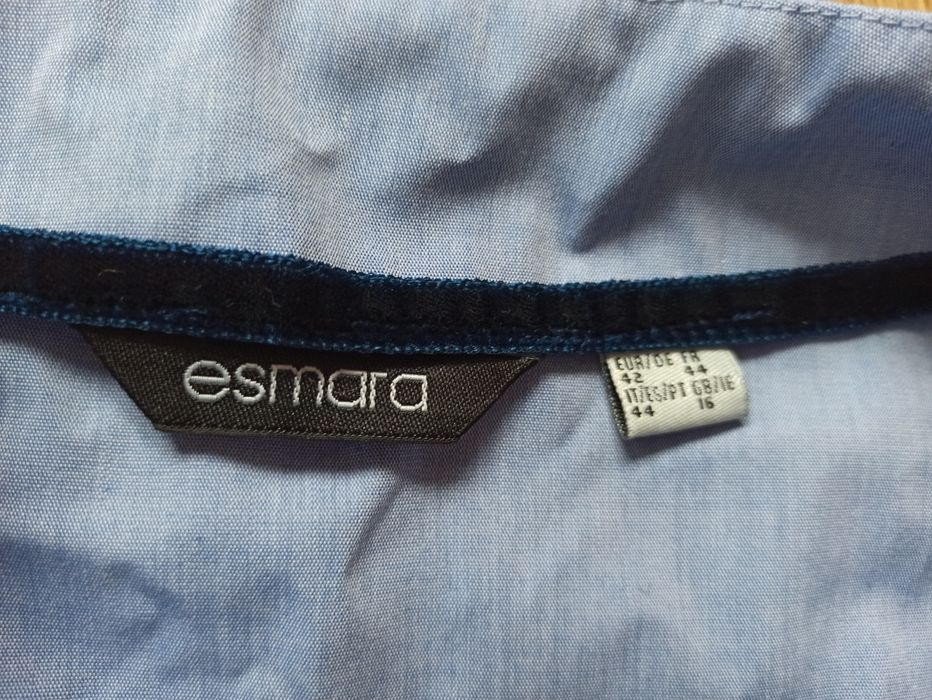 esmara
EUR/DE FR
42 44
IT/ES/PT GB/IE
44 16